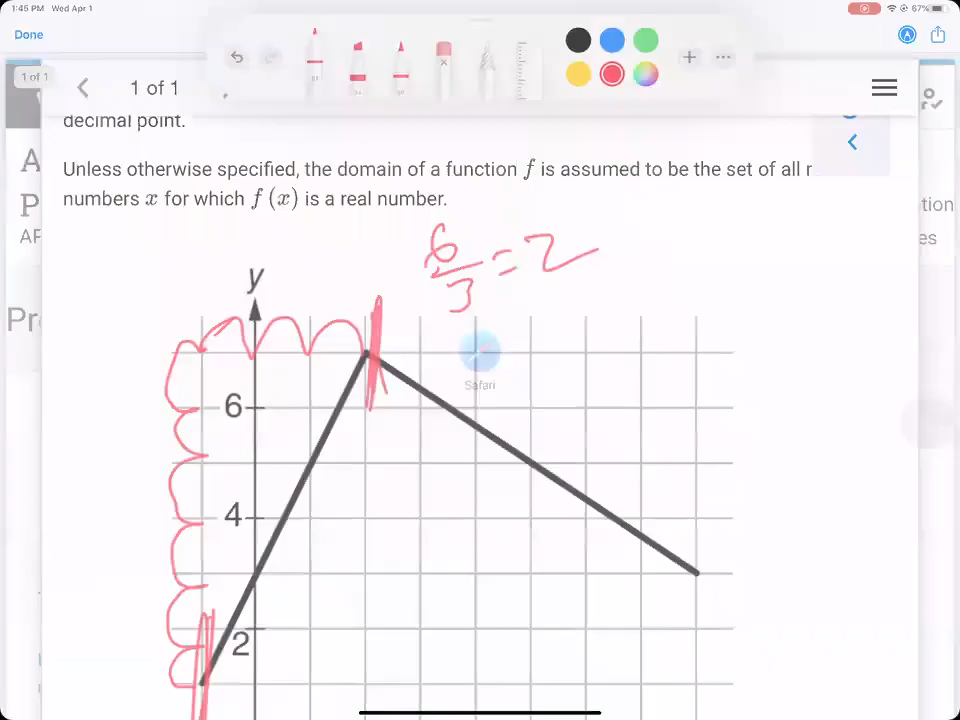 1:45 PM Wed Apr 1
67%
Done
1 of 1
1 of 1
decimal point.
Unless otherwise specified, the domain of a function f is assumed to be the set of all r
numbers x for which f (x) is a real number.
A
P
AP
Pr
tion
es
6/3 = 2
y
Safari
6
4
2